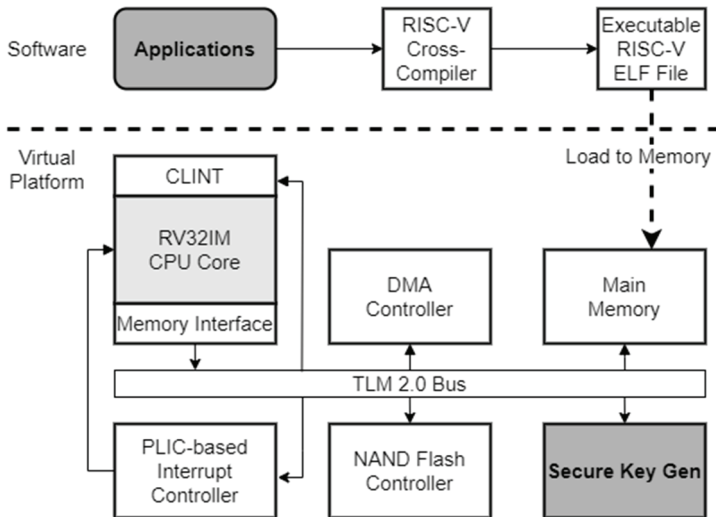 Software
Applications
RISC-V
Cross-
Compiler
Executable
RISC-V
ELF File
Virtual
Platform
Load to Memory
CLINT
RV32IM
CPU Core
Memory Interface
DMA
Controller
Main
Memory
TLM 2.0 Bus
PLIC-based
Interrupt
Controller
NAND Flash
Controller
Secure Key Gen